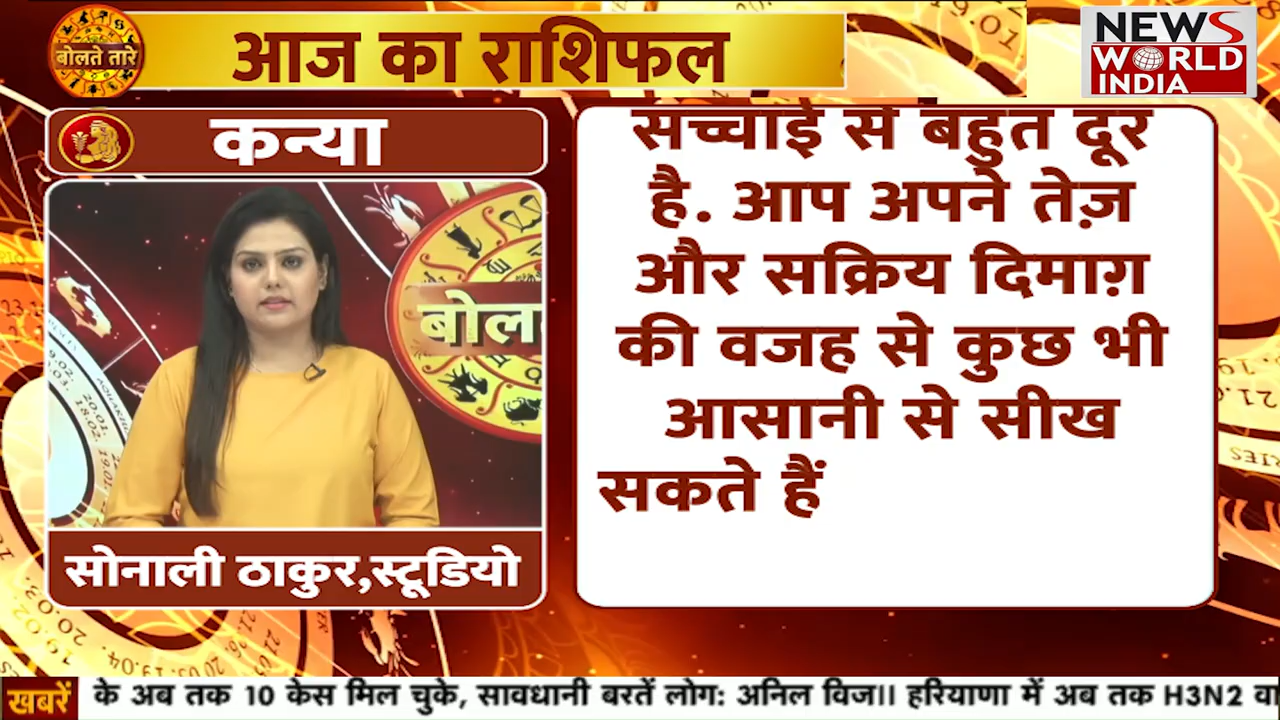 बोलते तारे
आज का राशिफल
NEWS
WORLD
INDIA
कन्या
सच्चाई से बहुत दूर
है. आप अपने तेज़
और सक्रिय दिमाग़
की वजह से कुछ भी
आसानी से सीख
सकते हैं
बोल
सोनाली ठाकुर,स्टूडियो
खबरें
के अब तक 10 केस मिल चुके, सावधानी बरतें लोग: अनिल विज।। हरियाणा में अब तक H3N2 वा